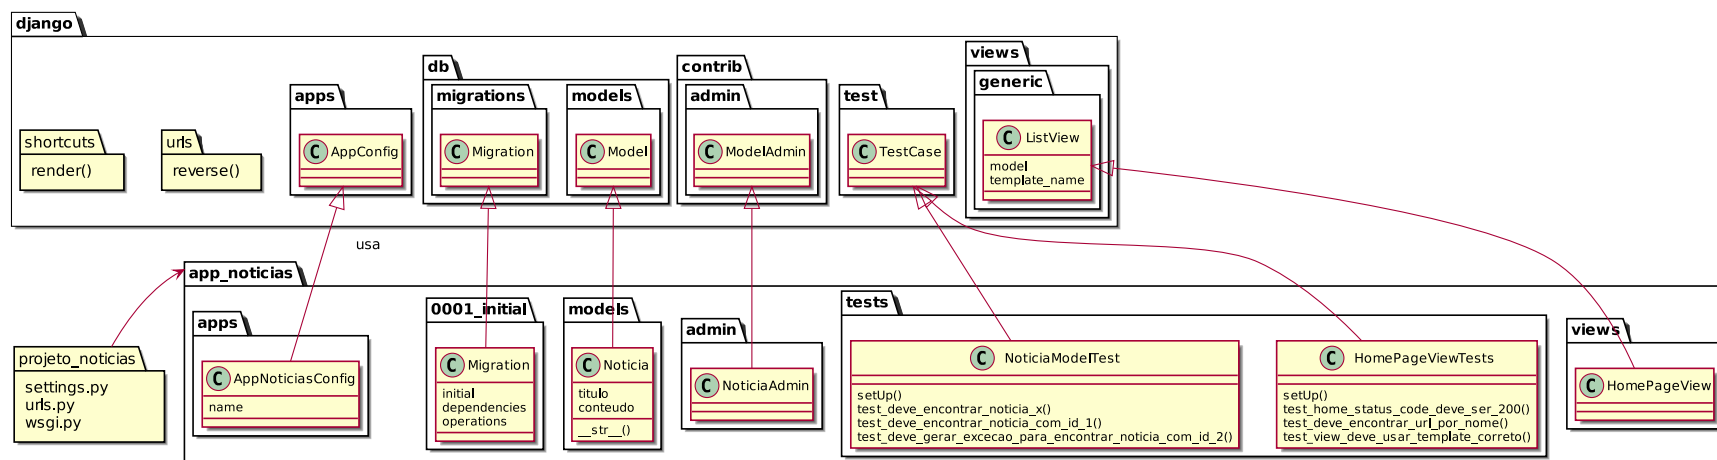 django
shortcuts
render()
urls
reverse()
apps
C AppConfig
db
migrations
C Migration
models
C Model
contrib
admin
C ModelAdmin
test
C TestCase
views
generic
C ListView
model
template_name
usa
projeto_noticias
settings.py
urls.py
wsgi.py
app_noticias
apps
C AppNoticiasConfig
name
0001_initial
C Migration
initial
dependencies
operations
models
C Noticia
titulo
conteudo
__str__()
admin
C NoticiaAdmin
tests
C NoticiaModelTest
setUp()
test_deve_encontrar_noticia_x()
test_deve_encontrar_noticia_com_id_1()
test_deve_gerar_excecao_para_encontrar_noticia_com_id_2()
C HomePageViewTests
setUp()
test_home_status_code_deve_ser_200()
test_deve_encontrar_url_por_nome()
test_view_deve_usar_template_correto()
views
C HomePageView